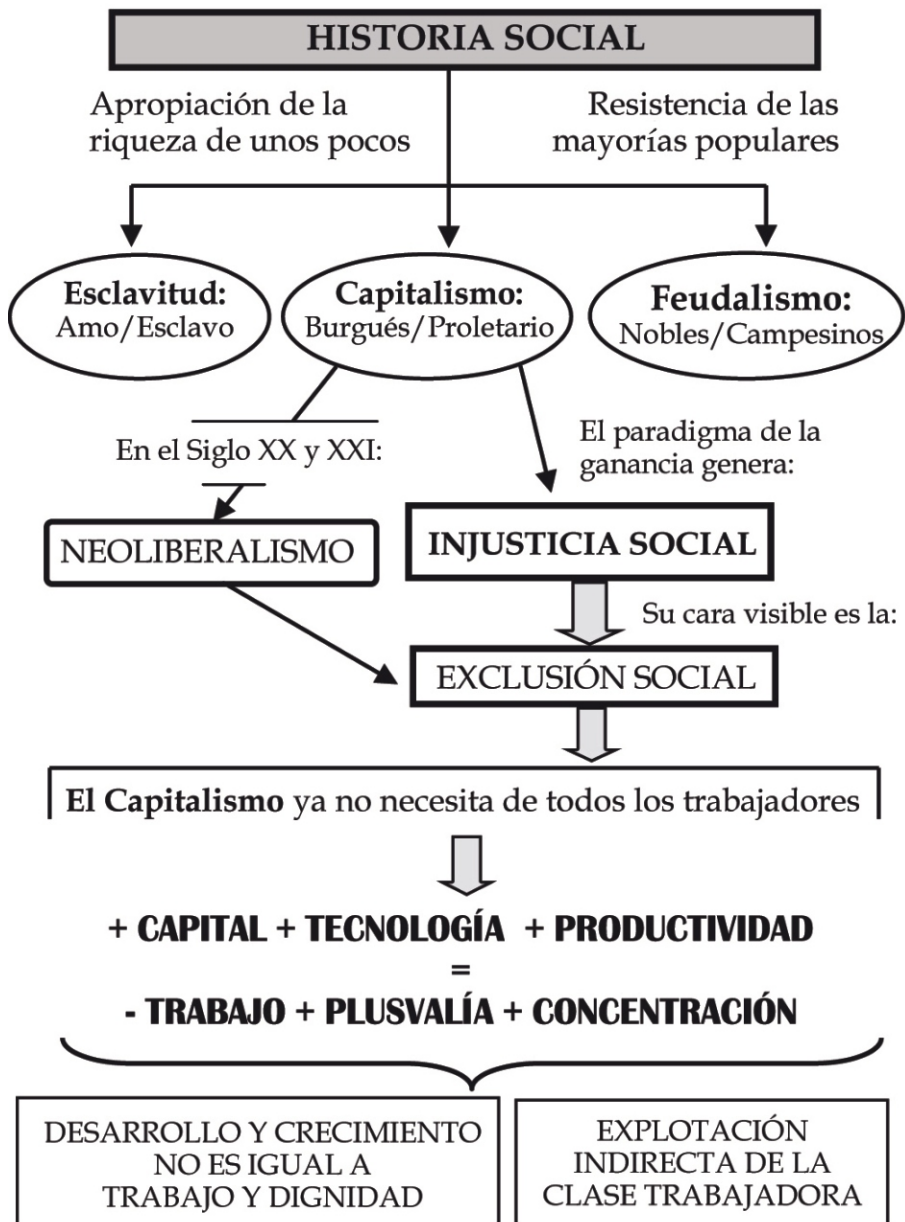 HISTORIA SOCIAL
Apropiación de la
riqueza de unos pocos
Resistencia de las
mayorías populares
Esclavitud:
Amo/Esclavo
Capitalismo:
Burgués/Proletario
Feudalismo:
Nobles/Campesinos
En el Siglo XX y XXI:
El paradigma de la
ganancia genera:
NEOLIBERALISMO
INJUSTICIA SOCIAL
Su cara visible es la:
EXCLUSIÓN SOCIAL
El Capitalismo ya no necesita de todos los trabajadores
+ CAPITAL + TECNOLOGÍA + PRODUCTIVIDAD
=
- TRABAJO + PLUSVALÍA + CONCENTRACIÓN
DESARROLLO Y CRECIMIENTO
NO ES IGUAL A
TRABAJO Y DIGNIDAD
EXPLOTACIÓN
INDIRECTA DE LA
CLASE TRABAJADORA